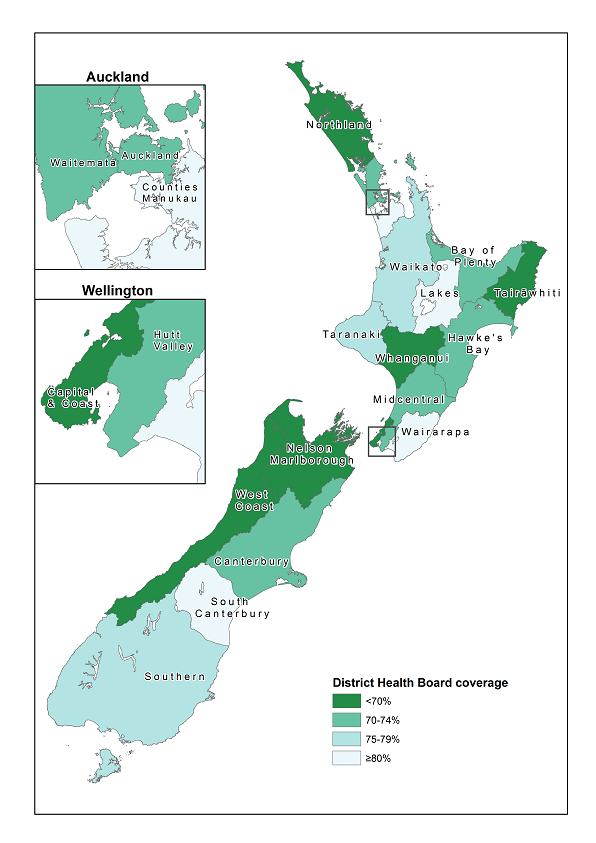 Auckland
Waitemata
Auckland
Counties
Manukau
Wellington
Hutt
Valley
Capital
& Coast
Northland
Bay of
Plenty
Waikato
Lakes
Tairāwhiti
Taranaki
Hawke's
Bay
Whanganui
Midcentral
Wairarapa
Nelson
Marlborough
West
Coast
Canterbury
South
Canterbury
Southern
District Health Board coverage
<70%
70-74%
75-79%
≥80%